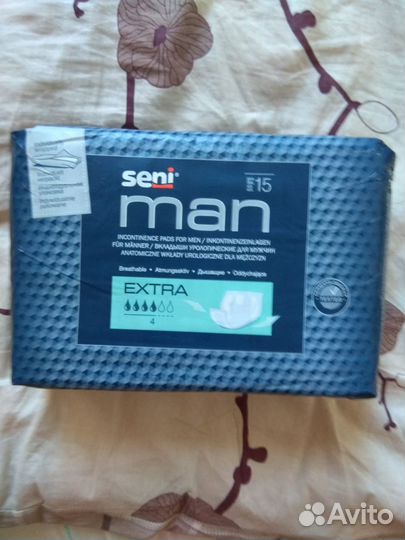 seni®
15
man
INCONTINENCE PADS FOR MEN / INKONTINENZEINLAGEN
FÜR MÄNNER / ВКЛАДЫШИ УРОЛОГИЧЕСКИЕ ДЛЯ МУЖЧИН
ANATOMICZNE WKŁADY UROLOGICZNE DLA MĘŻCZYZN
Breathable • Atmungsaktiv • Дышащие • Oddychające
EXTRA
4
Avito